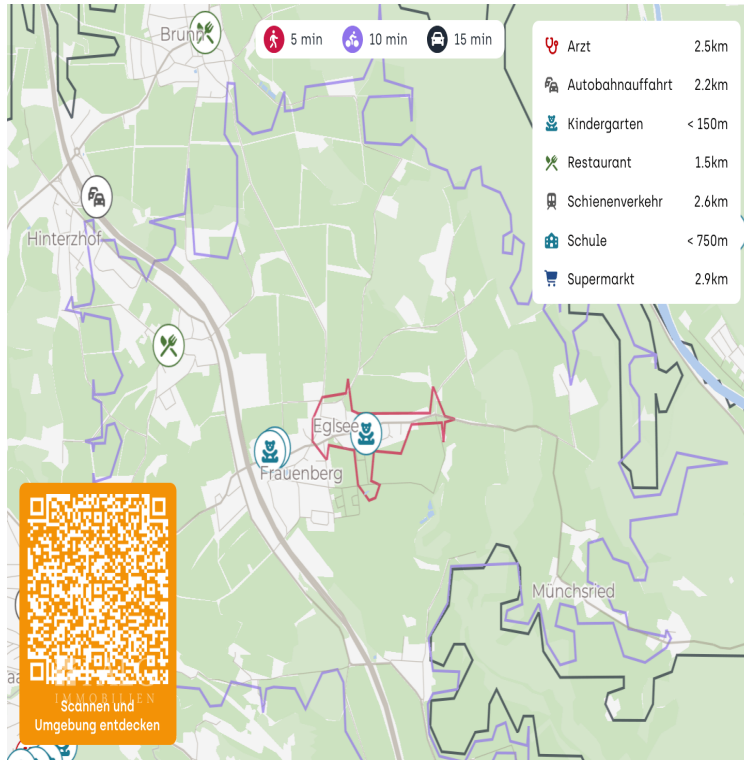 Brunn
5 min
10 min
15 min
Arzt 2.5km
Autobahnauffahrt 2.2km
Kindergarten < 150m
Restaurant 1.5km
Schienenverkehr 2.6km
Schule < 750m
Supermarkt 2.9km
Hinterzhof
Eglsee
Frauenberg
Münchsried
IMMOBILIEN
Scannen und
Umgebung entdecken